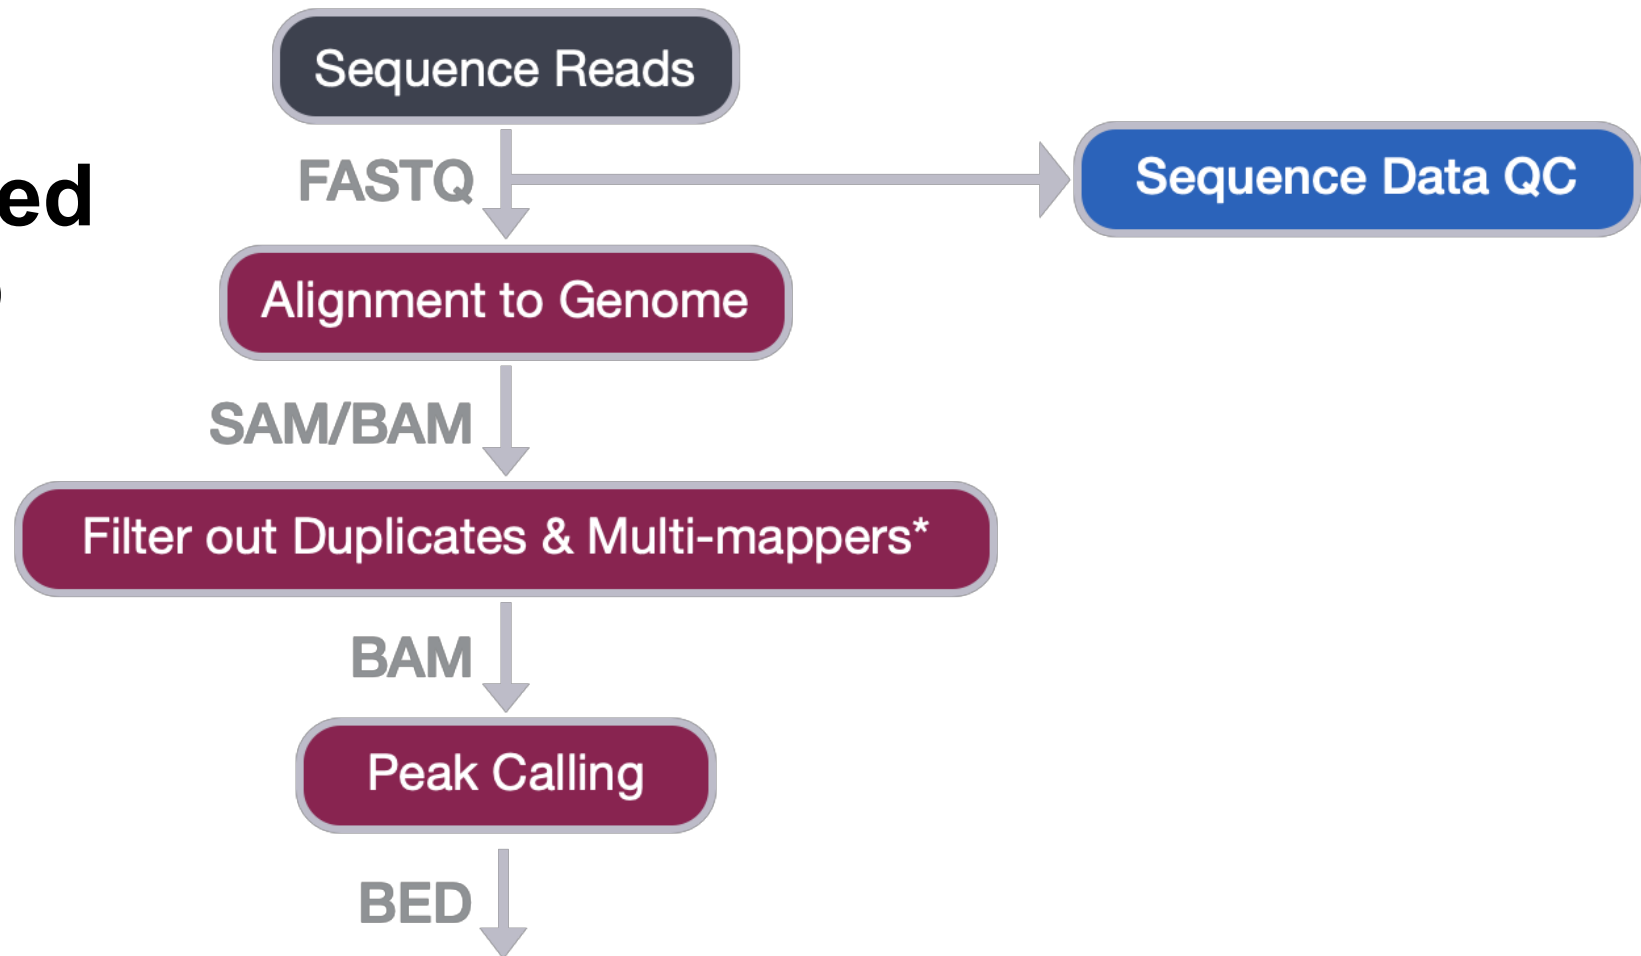 Sequence Reads
FASTQ
Sequence Data QC
ed
Alignment to Genome
SAM/BAM
Filter out Duplicates & Multi-mappers*
BAM
Peak Calling
BED